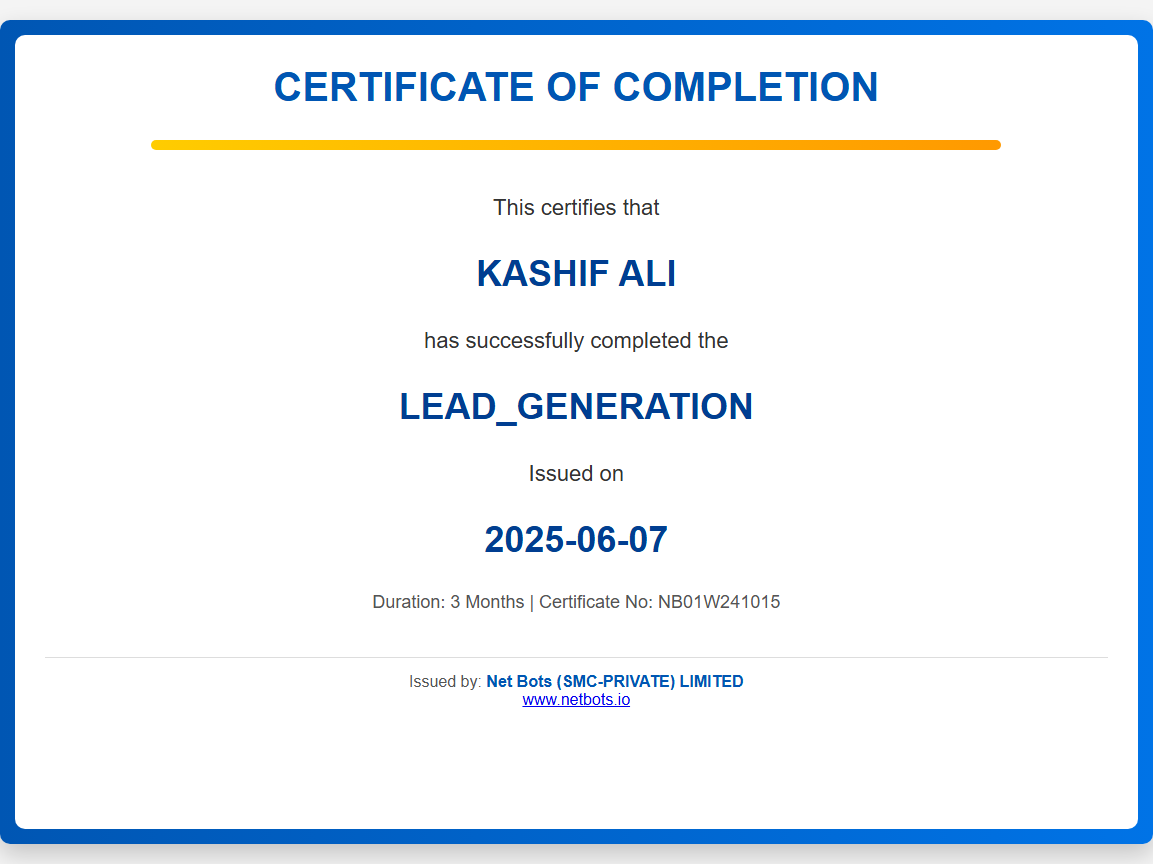 CERTIFICATE OF COMPLETION
This certifies that
KASHIF ALI
has successfully completed the
LEAD_GENERATION
Issued on
2025-06-07
Duration: 3 Months | Certificate No: NB01W241015
Issued by: Net Bots (SMC-PRIVATE) LIMITED
www.netbots.io